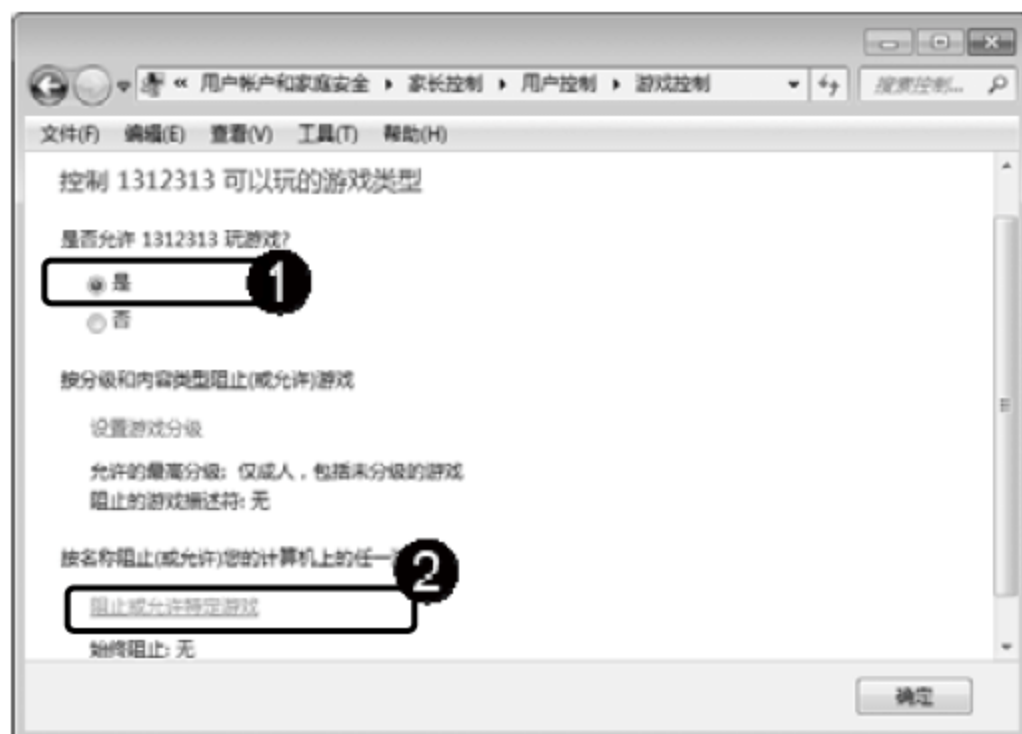 « 用户帐户和家庭安全 ▸ 家长控制 ▸ 用户控制 ▸ 游戏控制 搜索控制...
文件(F) 编辑(E) 查看(V) 工具(T) 帮助(H)
控制 1312313 可以玩的游戏类型
是否允许 1312313 玩游戏?
是 1
否
按分级和内容类型阻止(或允许)游戏
设置游戏分级
允许的最高分级: 仅成人，包括未分级的游戏
阻止的游戏描述符: 无
按名称阻止(或允许)您的计算机上的任一
2
阻止或允许特定游戏
始终阻止: 无
确定